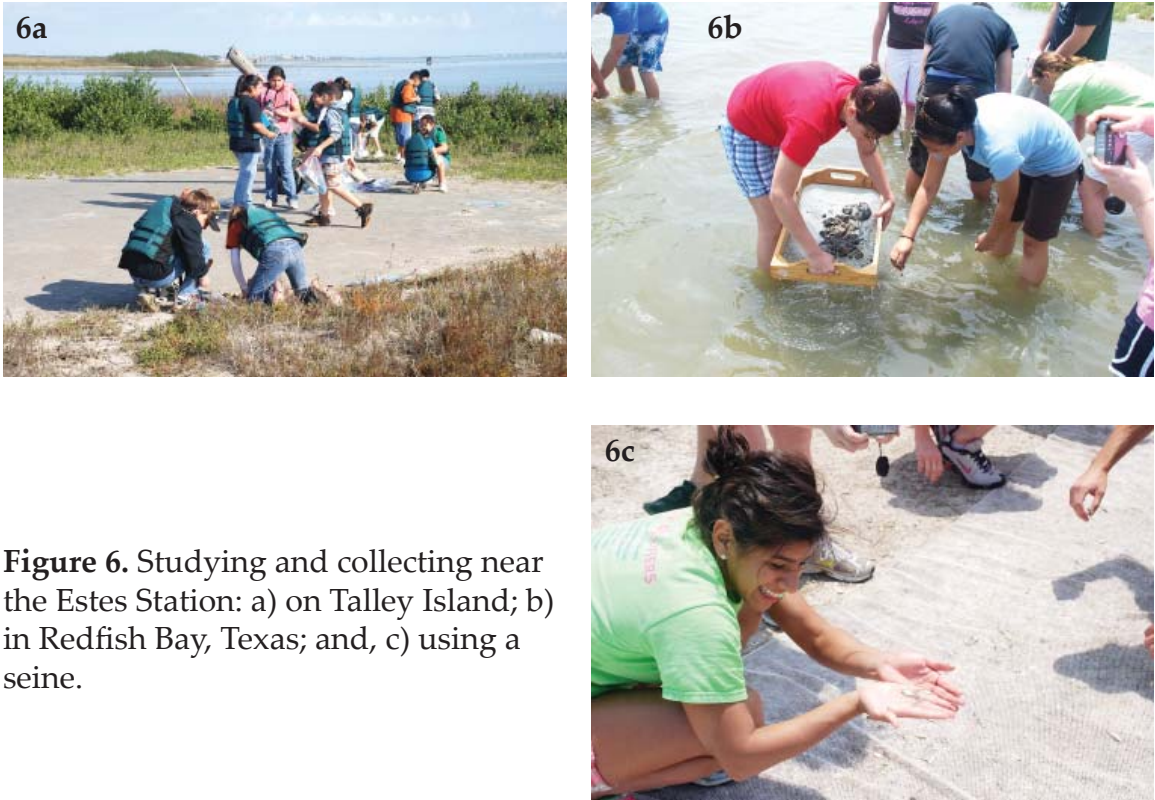 6a
6b
6c
Figure 6. Studying and collecting near
the Estes Station: a) on Talley Island; b)
in Redfish Bay, Texas; and, c) using a
seine.